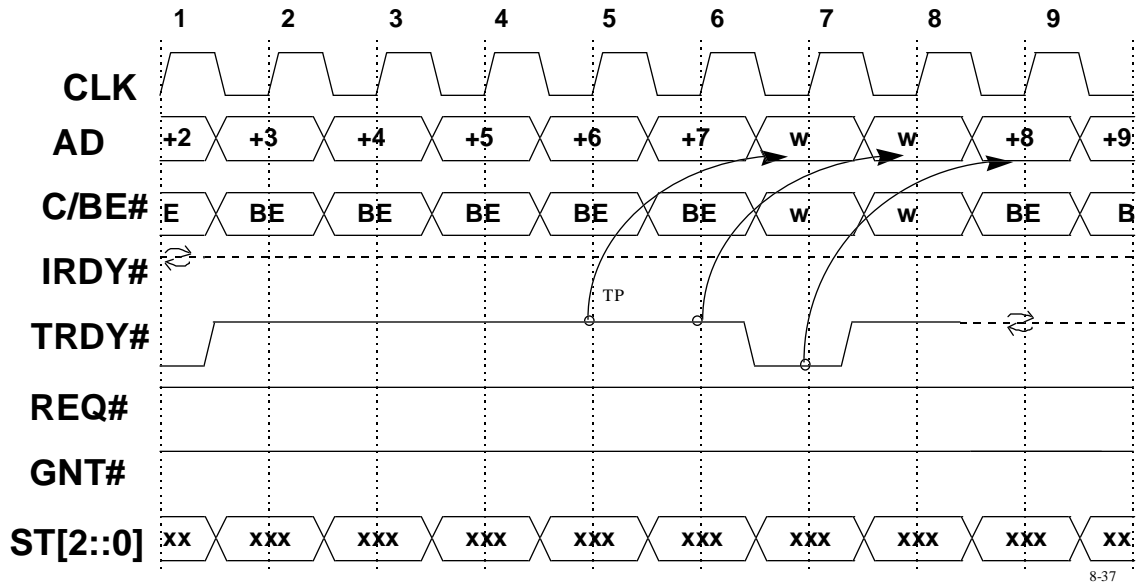 1 2 3 4 5 6 7 8 9
CLK
AD +2 +3 +4 +5 +6 +7 w w +8 +9
C/BE# E BE BE BE BE BE w w BE B
IRDY#
TP
TRDY#
REQ#
GNT#
ST[2::0] xx xxx xxx xxx xxx xxx xxx xxx xxx xx
8-37